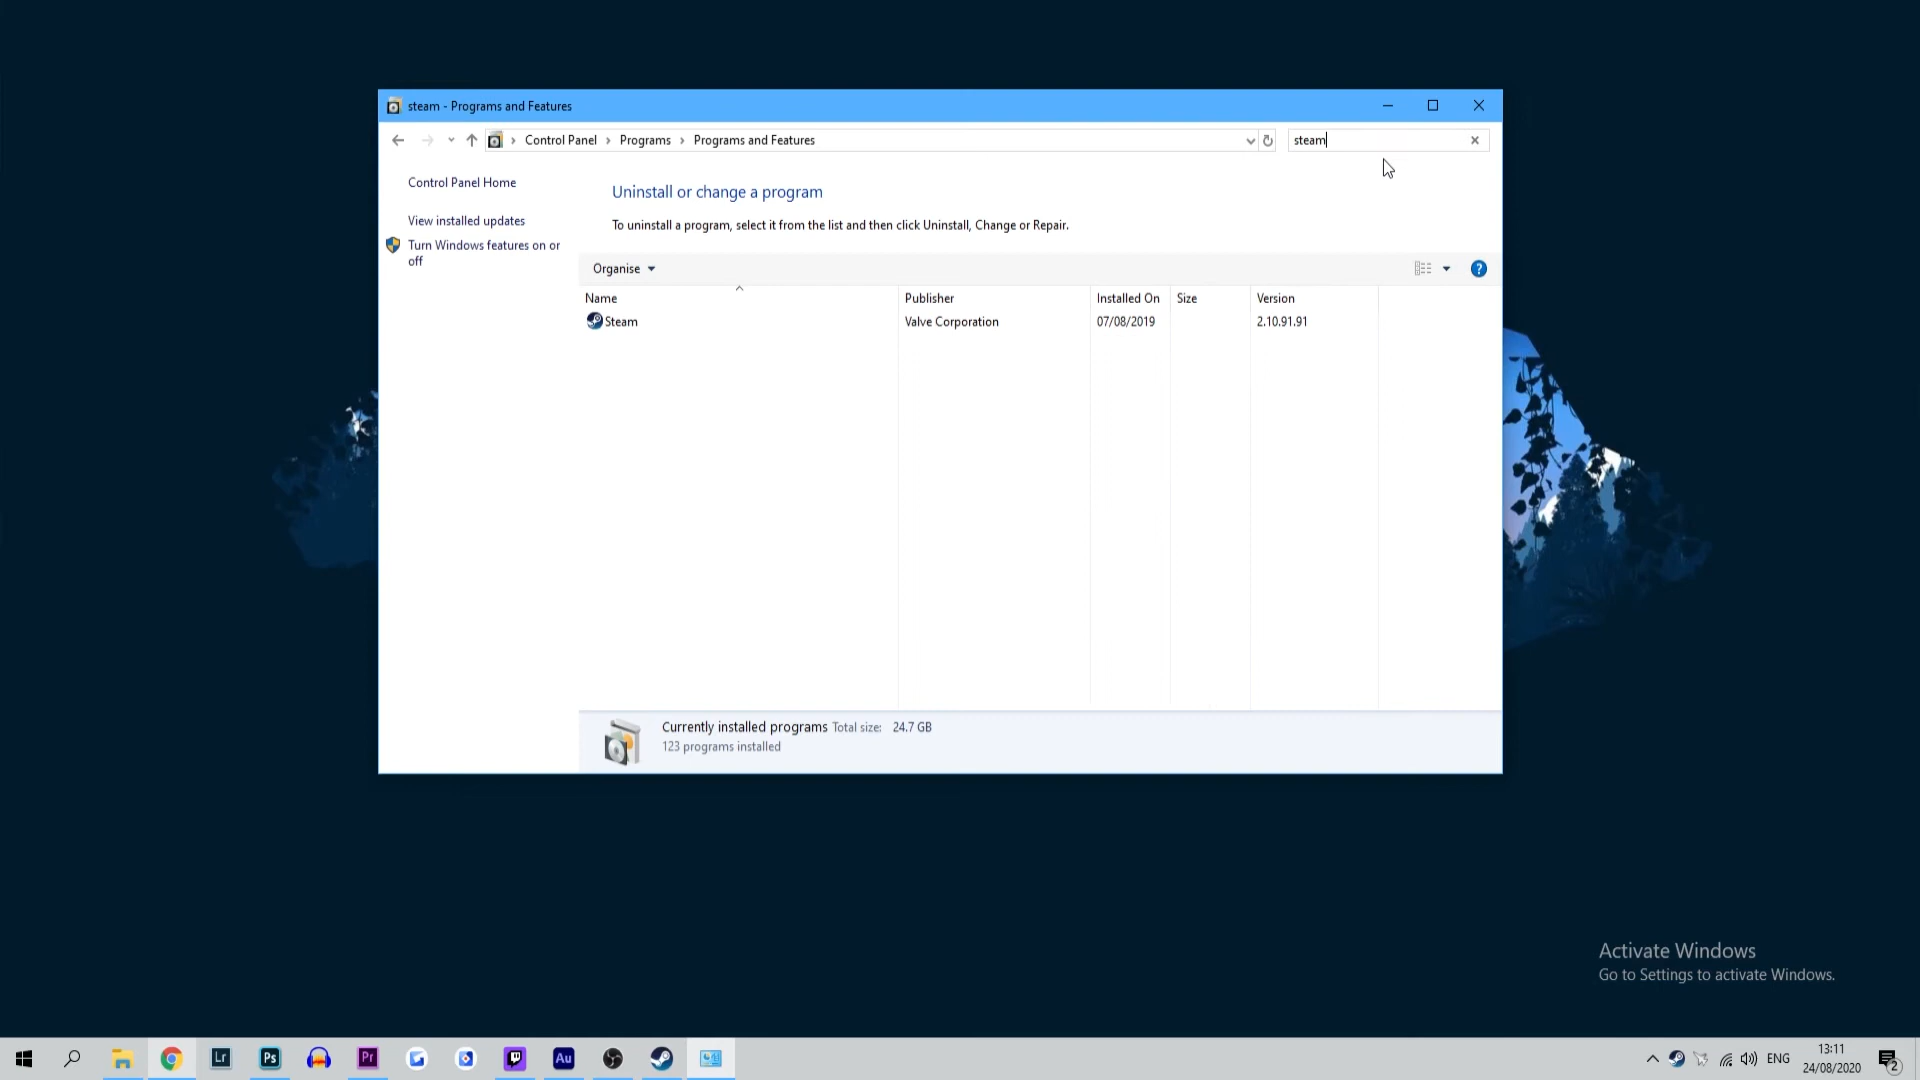 steam - Programs and Features
Control Panel > Programs > Programs and Features
steam
Control Panel Home
View installed updates
Turn Windows features on or
off
Uninstall or change a program
To uninstall a program, select it from the list and then click Uninstall, Change or Repair.
Organise
?
Name Publisher Installed On Size Version
Steam Valve Corporation 07/08/2019 2.10.91.91
Currently installed programs Total size: 24.7 GB
123 programs installed
Activate Windows
Go to Settings to activate Windows.
Lr Ps Pr Au
ENG
13:11
24/08/2020
2